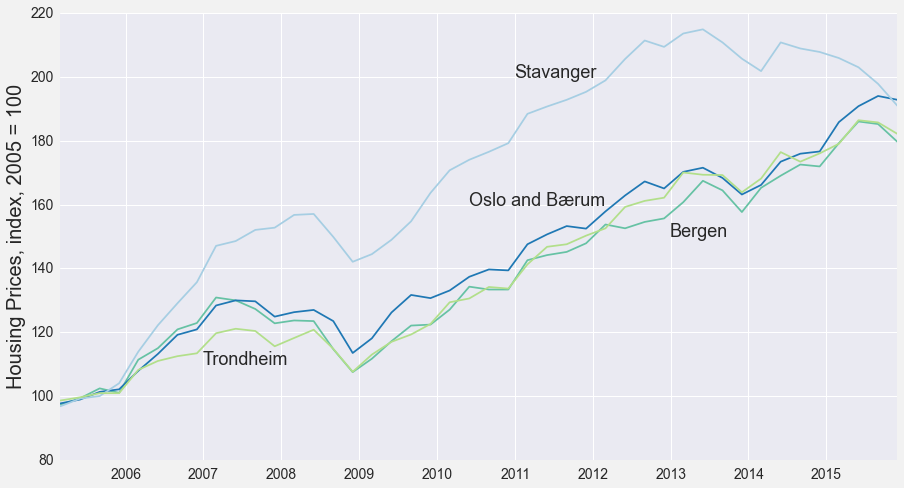 Housing Prices, index, 2005 = 100
220
200
180
160
140
120
100
80
Stavanger
Oslo and Bærum
Bergen
Trondheim
2006 2007 2008 2009 2010 2011 2012 2013 2014 2015